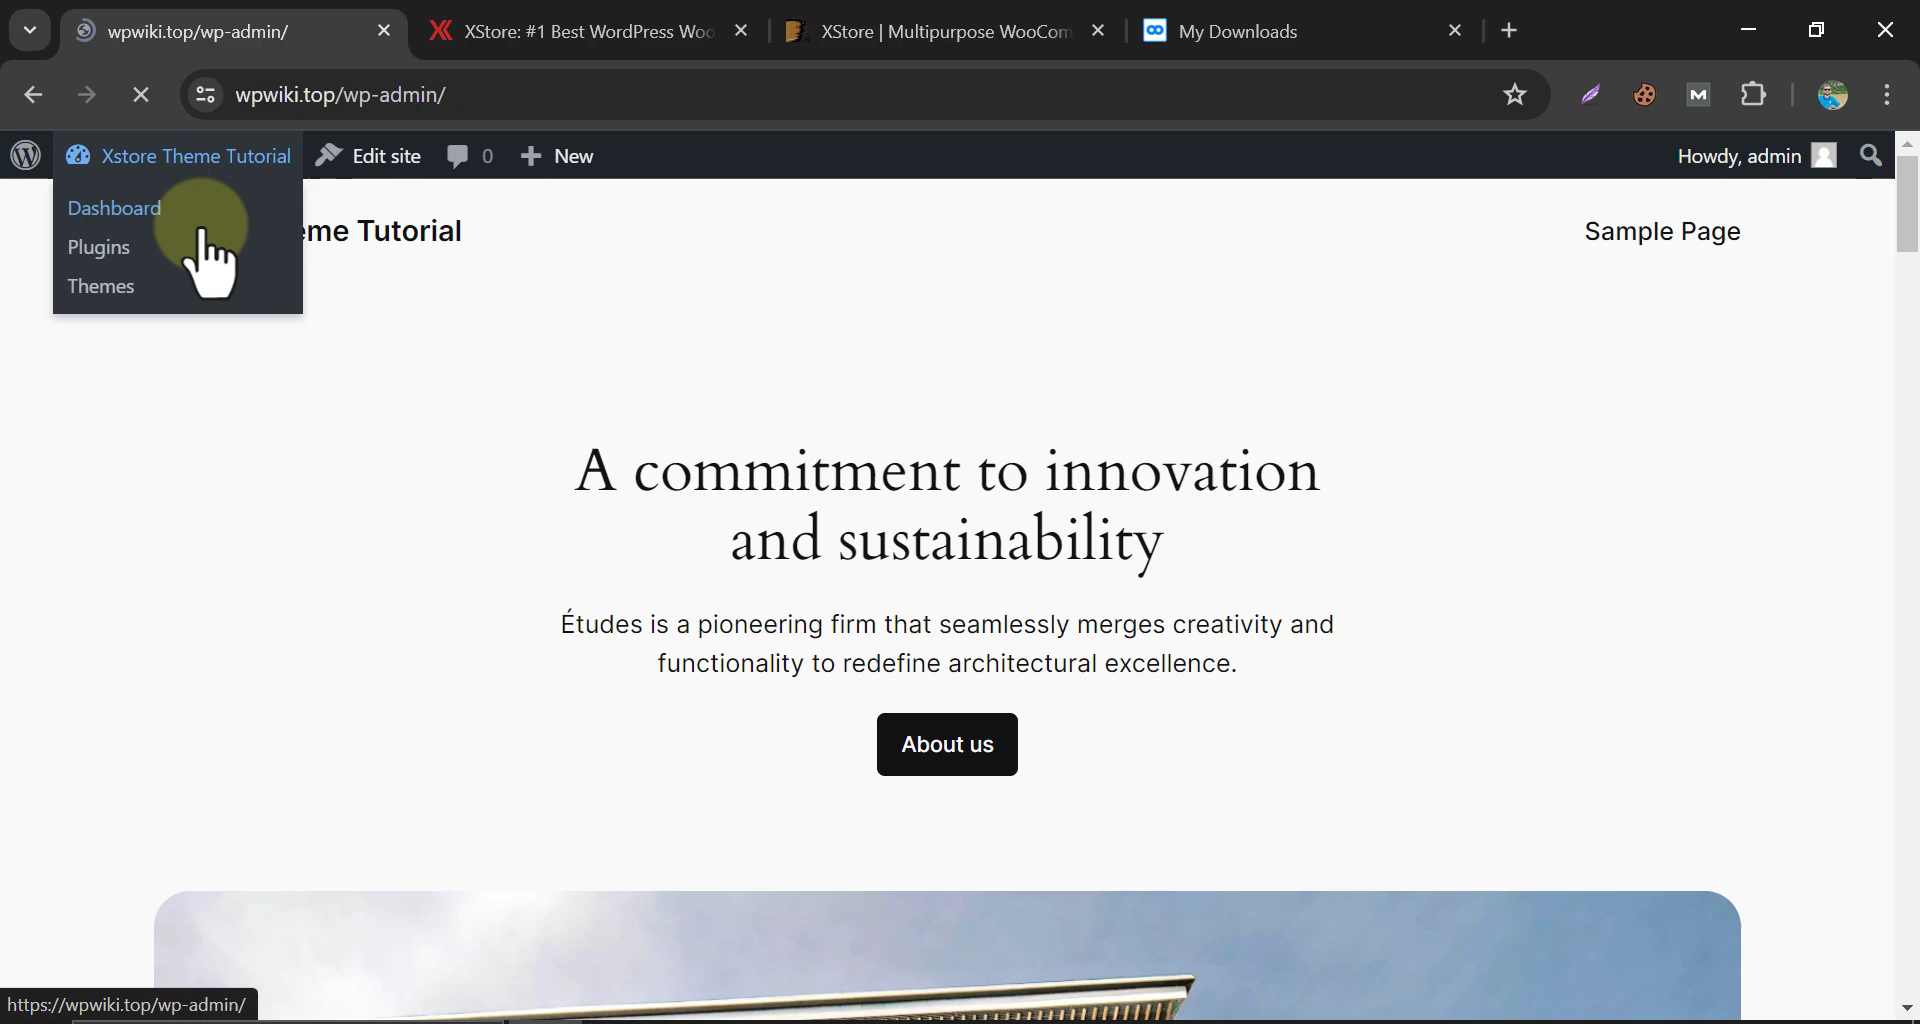 wpwiki.top/wp-admin/
XStore: #1 Best WordPress Woo
XStore | Multipurpose WooCom
My Downloads
wpwiki.top/wp-admin/
Xstore Theme Tutorial
Edit site
0
New
Howdy, admin
Dashboard
Plugins
Themes
eme Tutorial
Sample Page
A commitment to innovation
and sustainability
Études is a pioneering firm that seamlessly merges creativity and
functionality to redefine architectural excellence.
About us
https://wpwiki.top/wp-admin/